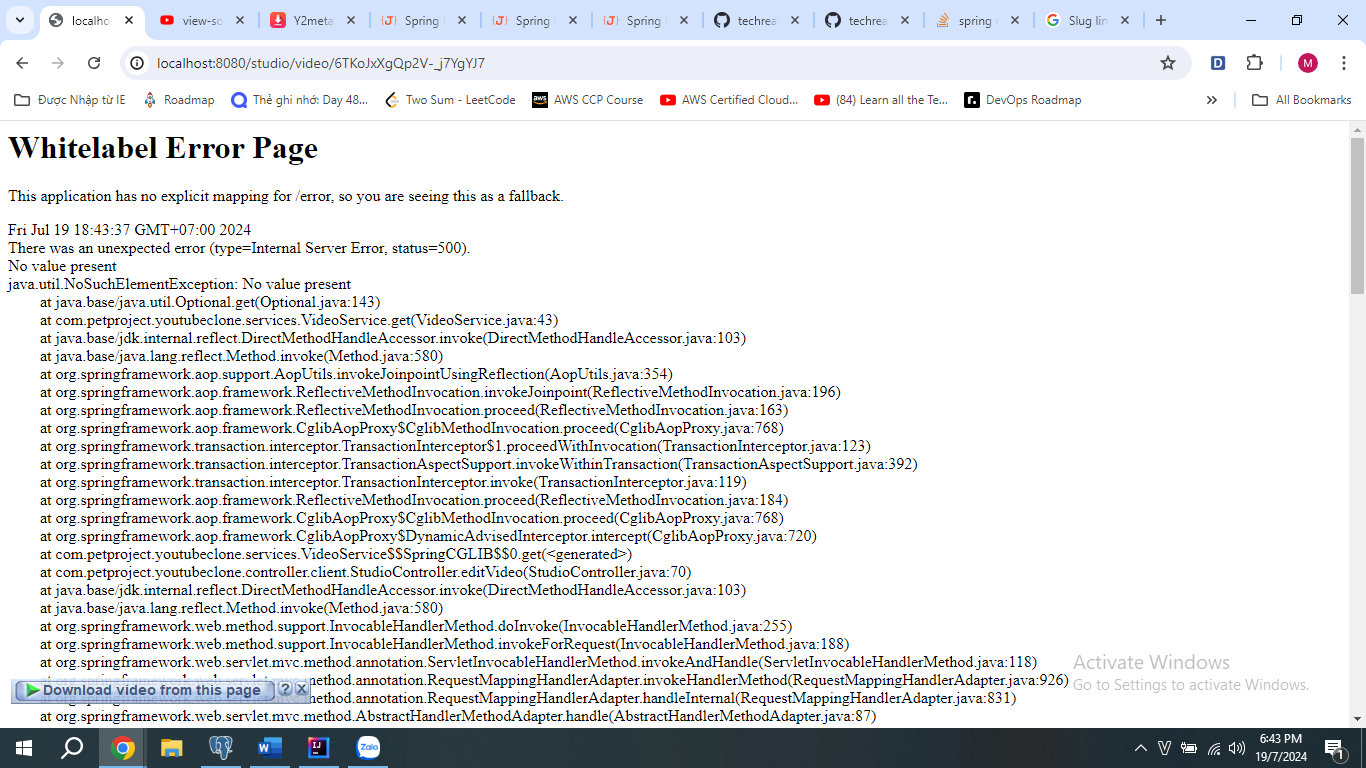 localho
view-so
Y2meta
Spring
Spring
Spring
techrea
techrea
spring r
Slug lin
localhost:8080/studio/video/6TKoJxXgQp2V-_j7YgYJ7
D
M
Được Nhập từ IE
Roadmap
Thẻ ghi nhớ: Day 48...
Two Sum - LeetCode
aws
AWS CCP Course
AWS Certified Cloud...
(84) Learn all the Te...
DevOps Roadmap
All Bookmarks
Whitelabel Error Page
This application has no explicit mapping for /error, so you are seeing this as a fallback.
Fri Jul 19 18:43:37 GMT+07:00 2024
There was an unexpected error (type=Internal Server Error, status=500).
No value present
java.util.NoSuchElementException: No value present
at java.base/java.util.Optional.get(Optional.java:143)
at com.petproject.youtubeclone.services.VideoService.get(VideoService.java:43)
at java.base/jdk.internal.reflect.DirectMethodHandleAccessor.invoke(DirectMethodHandleAccessor.java:103)
at java.base/java.lang.reflect.Method.invoke(Method.java:580)
at org.springframework.aop.support.AopUtils.invokeJoinpointUsingReflection(AopUtils.java:354)
at org.springframework.aop.framework.ReflectiveMethodInvocation.invokeJoinpoint(ReflectiveMethodInvocation.java:196)
at org.springframework.aop.framework.ReflectiveMethodInvocation.proceed(ReflectiveMethodInvocation.java:163)
at org.springframework.aop.framework.CglibAopProxy$CglibMethodInvocation.proceed(CglibAopProxy.java:768)
at org.springframework.transaction.interceptor.TransactionInterceptor$1.proceedWithInvocation(TransactionInterceptor.java:123)
at org.springframework.transaction.interceptor.TransactionAspectSupport.invokeWithinTransaction(TransactionAspectSupport.java:392)
at org.springframework.transaction.interceptor.TransactionInterceptor.invoke(TransactionInterceptor.java:119)
at org.springframework.aop.framework.ReflectiveMethodInvocation.proceed(ReflectiveMethodInvocation.java:184)
at org.springframework.aop.framework.CglibAopProxy$CglibMethodInvocation.proceed(CglibAopProxy.java:768)
at org.springframework.aop.framework.CglibAopProxy$DynamicAdvisedInterceptor.intercept(CglibAopProxy.java:720)
at com.petproject.youtubeclone.services.VideoService$$SpringCGLIB$$0.get(<generated>)
at com.petproject.youtubeclone.controller.client.StudioController.editVideo(StudioController.java:70)
at java.base/jdk.internal.reflect.DirectMethodHandleAccessor.invoke(DirectMethodHandleAccessor.java:103)
at java.base/java.lang.reflect.Method.invoke(Method.java:580)
at org.springframework.web.method.support.InvocableHandlerMethod.doInvoke(InvocableHandlerMethod.java:255)
at org.springframework.web.method.support.InvocableHandlerMethod.invokeForRequest(InvocableHandlerMethod.java:188)
at org.springframework.web.servlet.mvc.method.annotation.ServletInvocableHandlerMethod.invokeAndHandle(ServletInvocableHandlerMethod.java:118)
.method.annotation.RequestMappingHandlerAdapter.invokeHandlerMethod(RequestMappingHandlerAdapter.java:926)
.method.annotation.RequestMappingHandlerAdapter.handleInternal(RequestMappingHandlerAdapter.java:831)
at org.springframework.web.servlet.mvc.method.AbstractHandlerMethodAdapter.handle(AbstractHandlerMethodAdapter.java:87)
Download video from this page
?
Activate Windows
Go to Settings to activate Windows.
Zalo
6:43 PM
19/7/2024
1